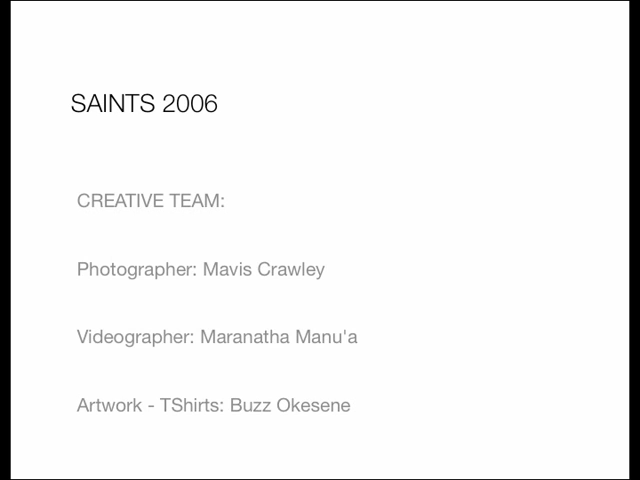 SAINTS 2006
CREATIVE TEAM:
Photographer: Mavis Crawley
Videographer: Maranatha Manu'a
Artwork - TShirts: Buzz Okesene